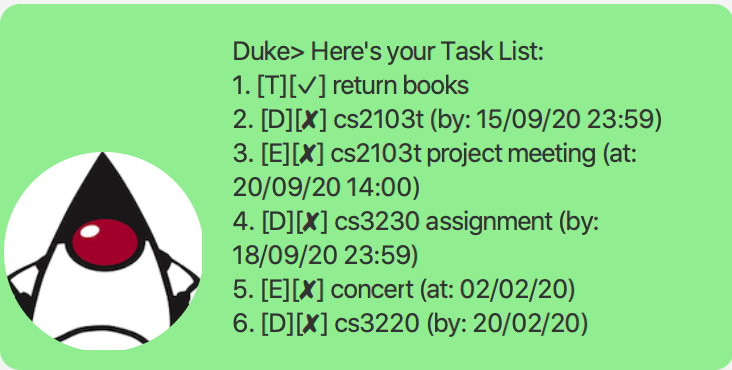 Duke> Here's your Task List:
1. [T][✓] return books
2. [D][✘] cs2103t (by: 15/09/20 23:59)
3. [E][✘] cs2103t project meeting (at:
20/09/20 14:00)
4. [D][✘] cs3230 assignment (by:
18/09/20 23:59)
5. [E][✘] concert (at: 02/02/20)
6. [D][✘] cs3220 (by: 20/02/20)